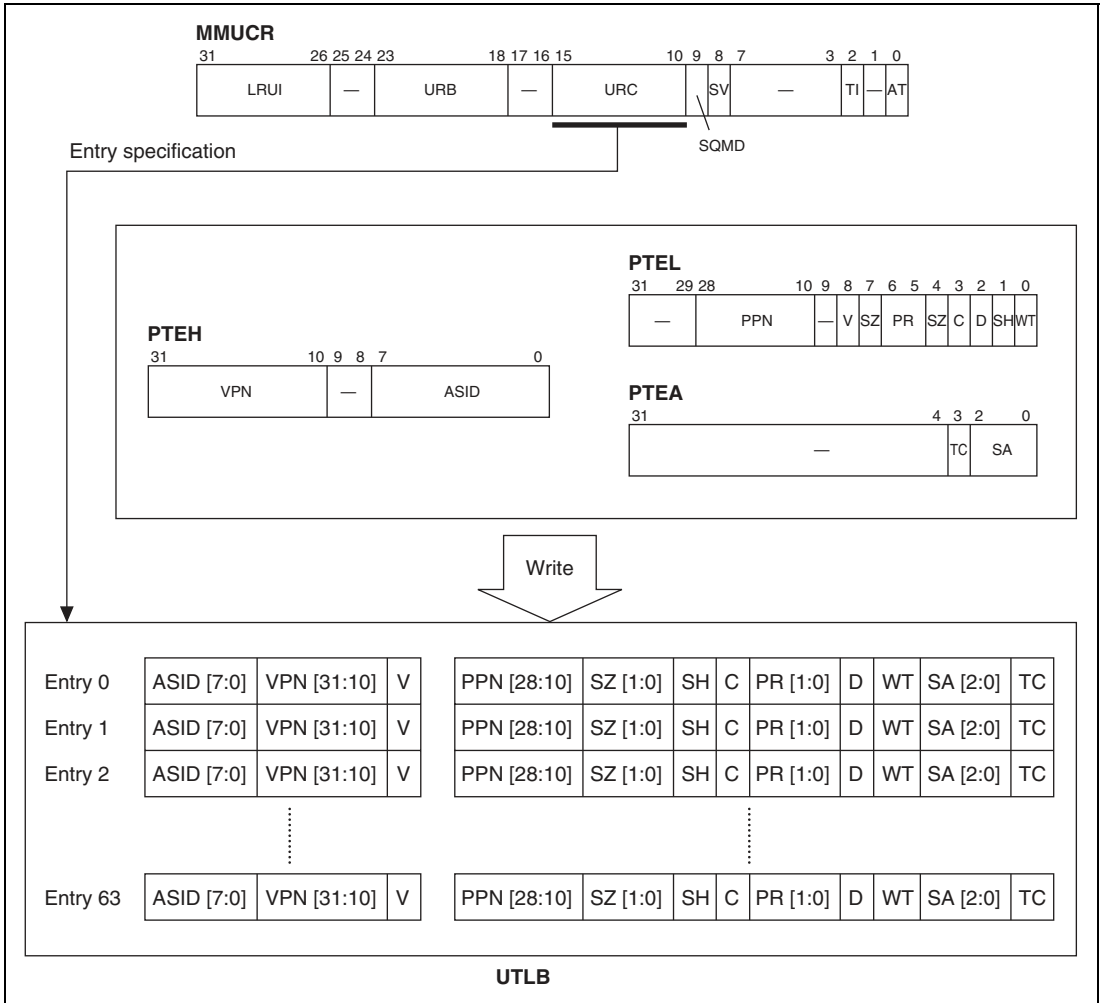 MMUCR
31 26 25 24 23 18 17 16 15 10 9 8 7 3 2 1 0
LRUI — URB — URC SV — TI — AT
SQMD
Entry specification
PTEL
31 29 28 10 9 8 7 6 5 4 3 2 1 0
— PPN — V SZ PR SZ C D SH WT
PTEH
31 10 9 8 7 0
VPN — ASID
PTEA
31 4 3 2 0
— TC SA
Write
Entry 0 ASID [7:0] VPN [31:10] V PPN [28:10] SZ [1:0] SH C PR [1:0] D WT SA [2:0] TC
Entry 1 ASID [7:0] VPN [31:10] V PPN [28:10] SZ [1:0] SH C PR [1:0] D WT SA [2:0] TC
Entry 2 ASID [7:0] VPN [31:10] V PPN [28:10] SZ [1:0] SH C PR [1:0] D WT SA [2:0] TC
Entry 63 ASID [7:0] VPN [31:10] V PPN [28:10] SZ [1:0] SH C PR [1:0] D WT SA [2:0] TC
UTLB